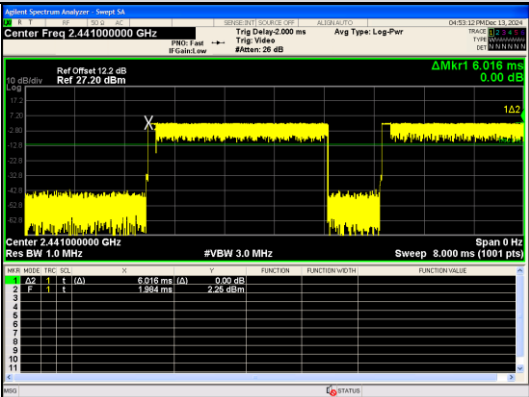 Agilent Spectrum Analyzer - Swept SA
R T RF 50 Ω AC SENSE:INT SOURCE OFF ALIGNAUTO 04:53:12 PM Dec 13, 2024
Center Freq 2.441000000 GHz Trig Delay-2.000 ms Avg Type: Log-Pwr TRACE 1 2 3 4 5 6
PNO: Fast Trig: Video TYPE
IFGain:Low #Atten: 26 dB DET N N N N N N
ΔMkr1 6.016 ms
Ref Offset 12.2 dB
10 dB/div Ref 27.20 dBm 0.00 dB
Log
17.2
1Δ2
7.20
X
-2.80
-12.8
-22.8
-32.8
-42.8
-52.8
-62.8
Center 2.441000000 GHz Span 0 Hz
Res BW 1.0 MHz #VBW 3.0 MHz Sweep 8.000 ms (1001 pts)
MKR MODE TRC SCL X Y FUNCTION FUNCTION WIDTH FUNCTION VALUE
1 Δ2 1 t (Δ) 6.016 ms (Δ) 0.00 dB
2 F 1 t 1.984 ms 2.25 dBm
3
4
5
6
7
8
9
10
11
MSG STATUS